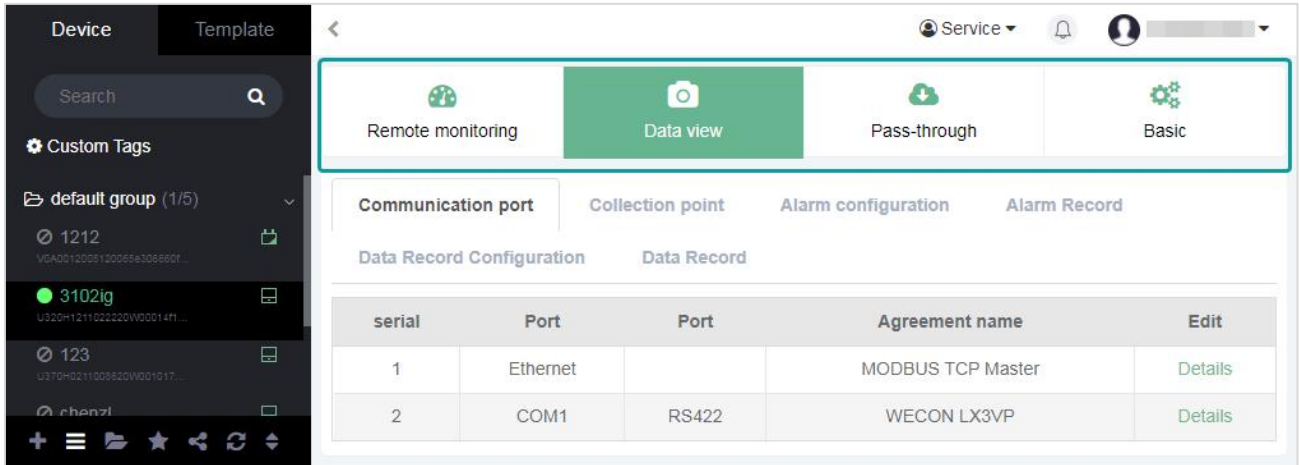 Device Template
Service
Search
Remote monitoring Data view Pass-through Basic
Custom Tags
default group (1/5)
Communication port Collection point Alarm configuration Alarm Record
1212
Data Record Configuration Data Record
3102ig
serial Port Port Agreement name Edit
123
1 Ethernet MODBUS TCP Master Details
chenzl
2 COM1 RS422 WECON LX3VP Details